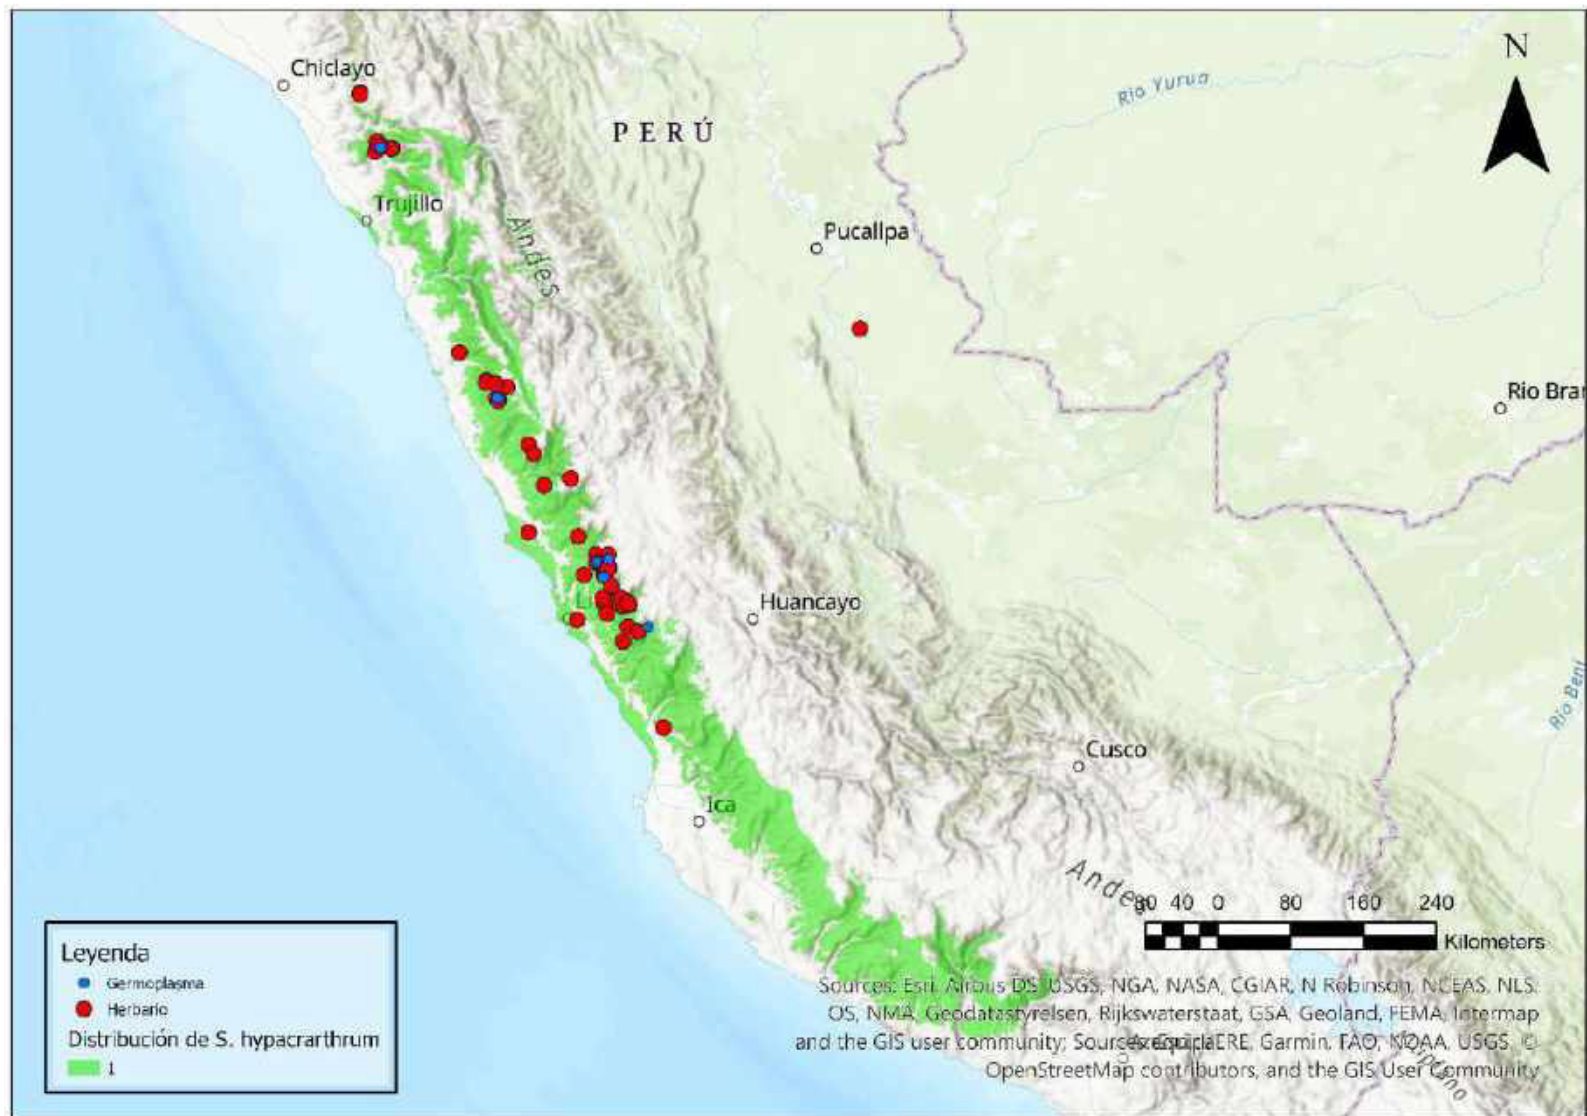 Chiclayo
N
Rio Yurua
PERÚ
Trujillo
Andes
Pucallpa
Rio Bran
Huancayo
Rio Beni
Cusco
Ica
Andes
80 40 0 80 160 240
Kilometers
Leyenda
Germoplasma
Herbario
Distribución de S. hypacrarthrum
1
Sources: Esri, Airbus DS, USGS, NGA, NASA, CGIAR, N Robinson, NCEAS, NLS,
OS, NMA, Geodatastyrelsen, Rijkswaterstaat, GSA, Geoland, FEMA, Intermap
and the GIS user community; Sources: Esri, HERE, Garmin, FAO, NOAA, USGS, ©
OpenStreetMap contributors, and the GIS User Community